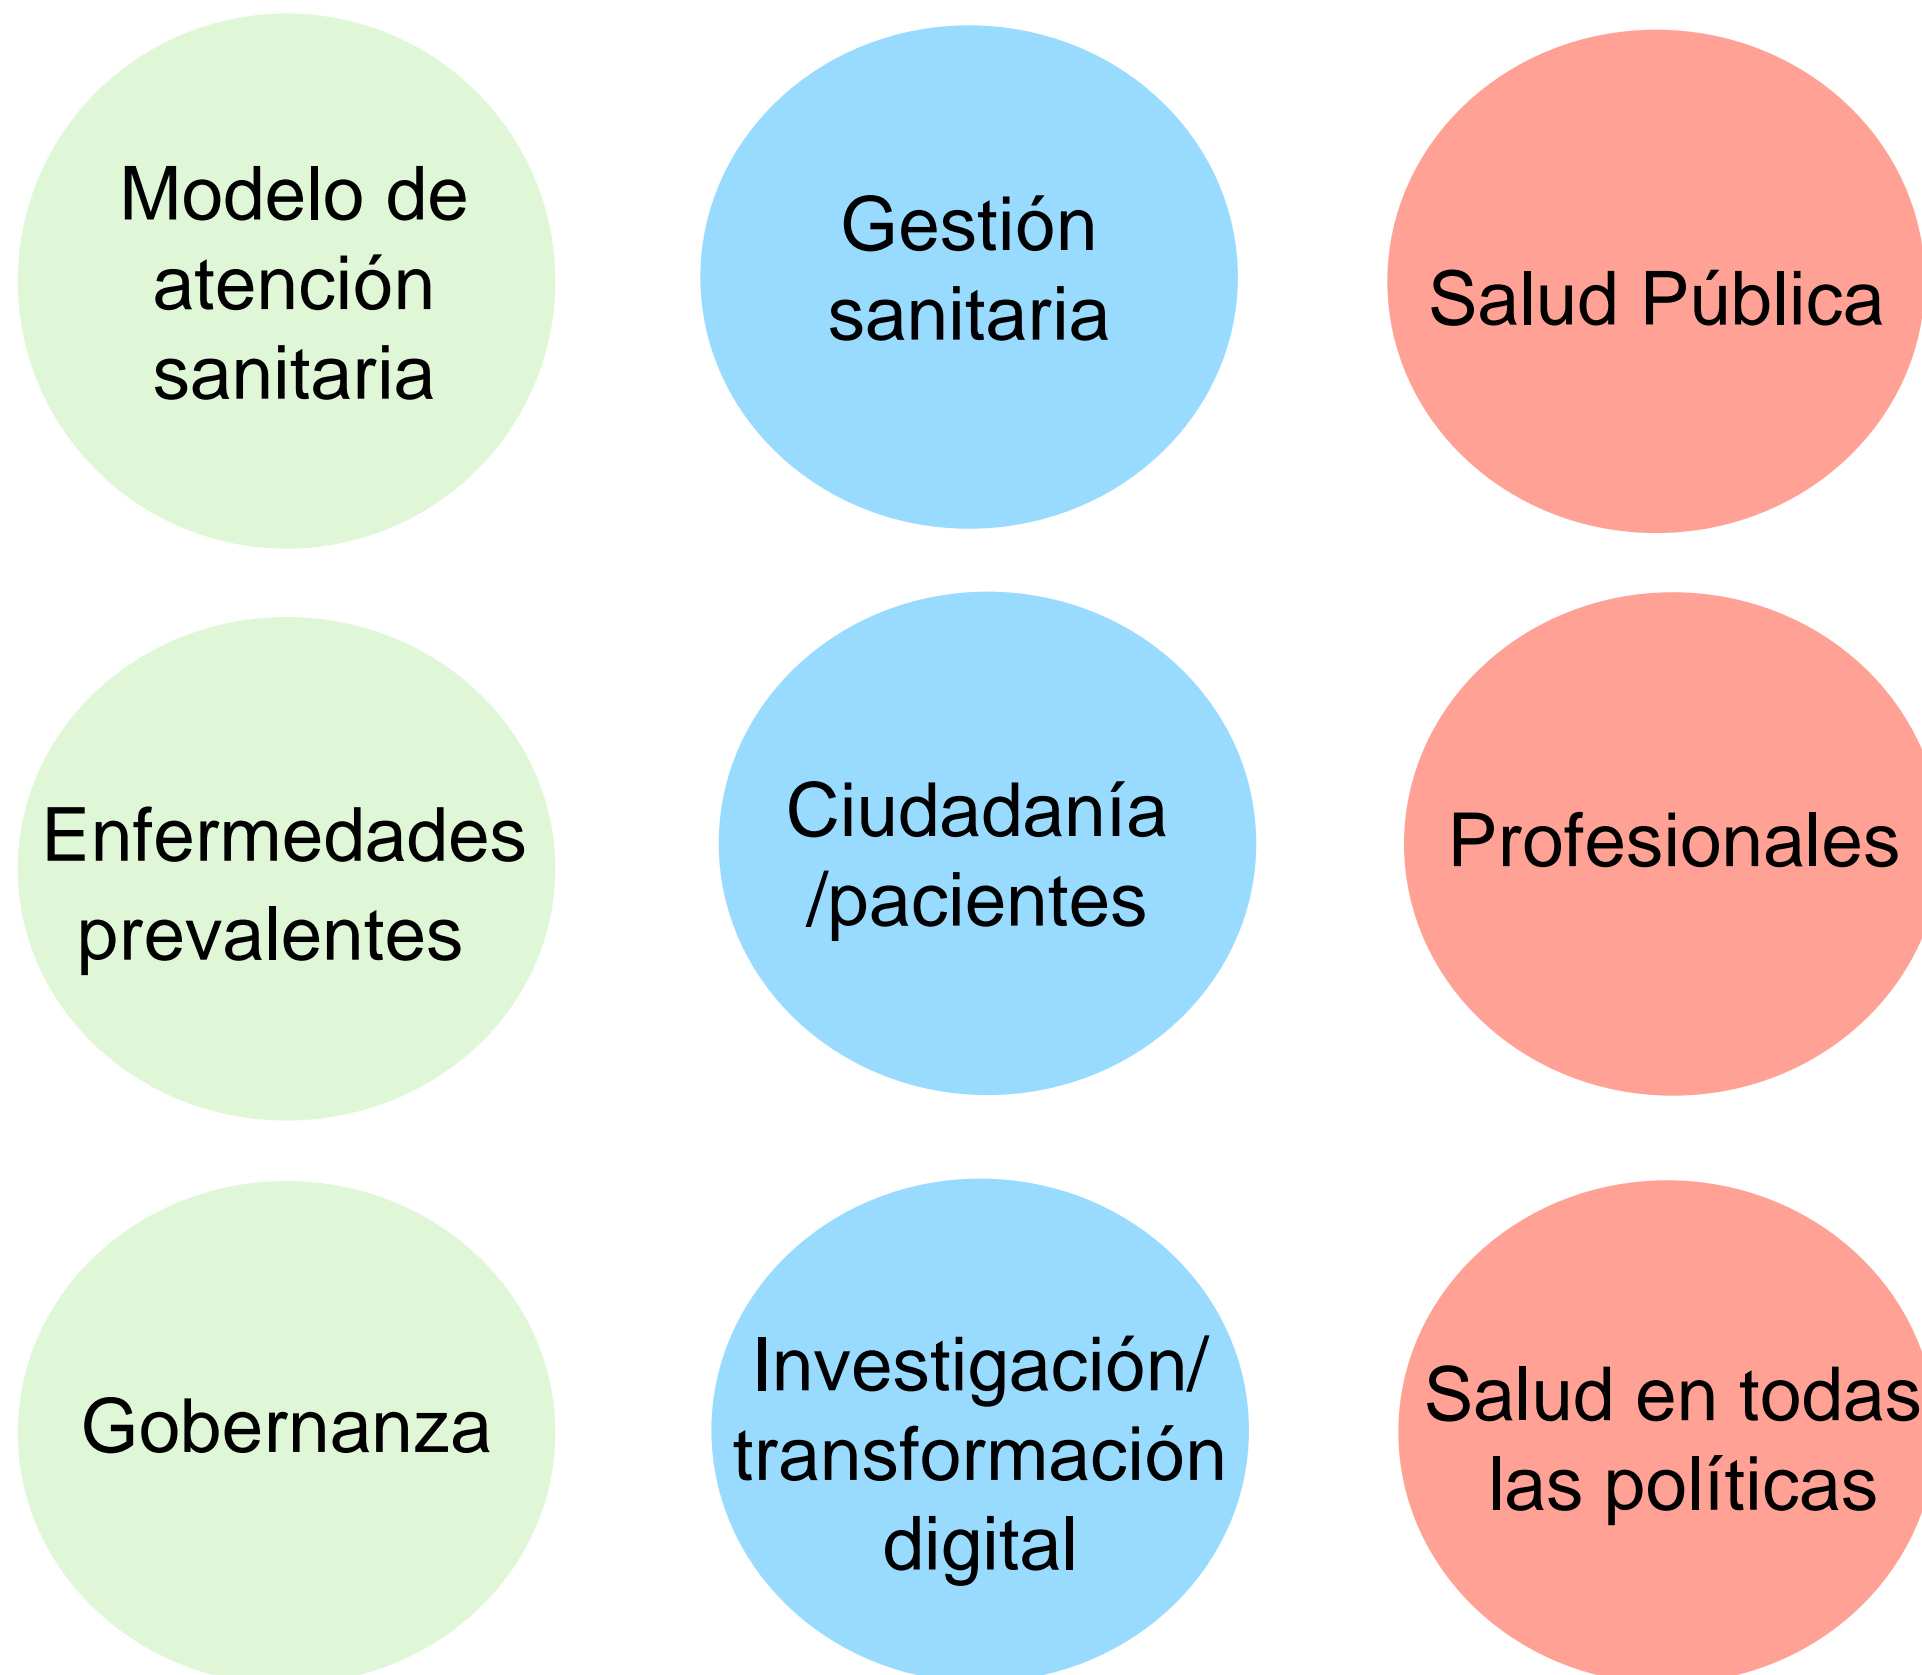 Modelo de
atención
sanitaria
Gestión
sanitaria
Salud Pública
Enfermedades
prevalentes
Ciudadanía
/pacientes
Profesionales
Gobernanza
Investigación/
transformación
digital
Salud en todas
las políticas